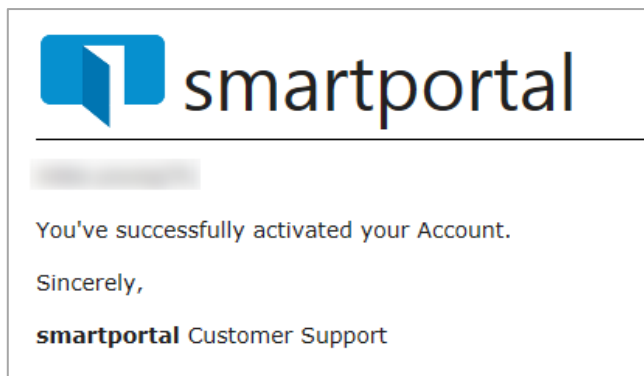 smartportal
You've successfully activated your Account.
Sincerely,
smartportal Customer Support